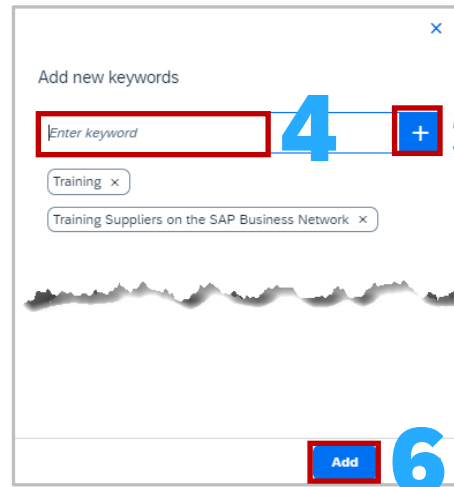 ×
Add new keywords
Enter keyword
4
+
Training ×
Training Suppliers on the SAP Business Network ×
Add
6